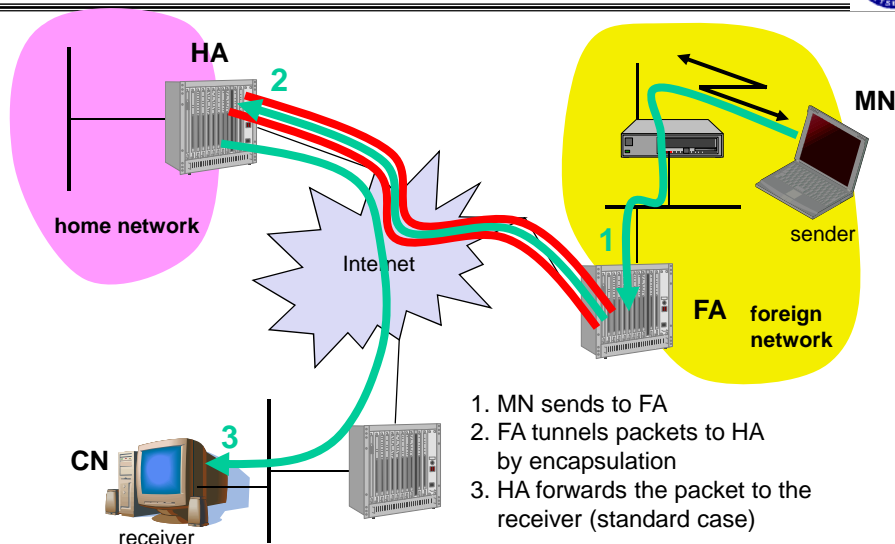 HA
2
MN
home network
Internet
1
sender
FA
foreign
network
1. MN sends to FA
2. FA tunnels packets to HA
by encapsulation
3. HA forwards the packet to the
receiver (standard case)
3
CN
receiver